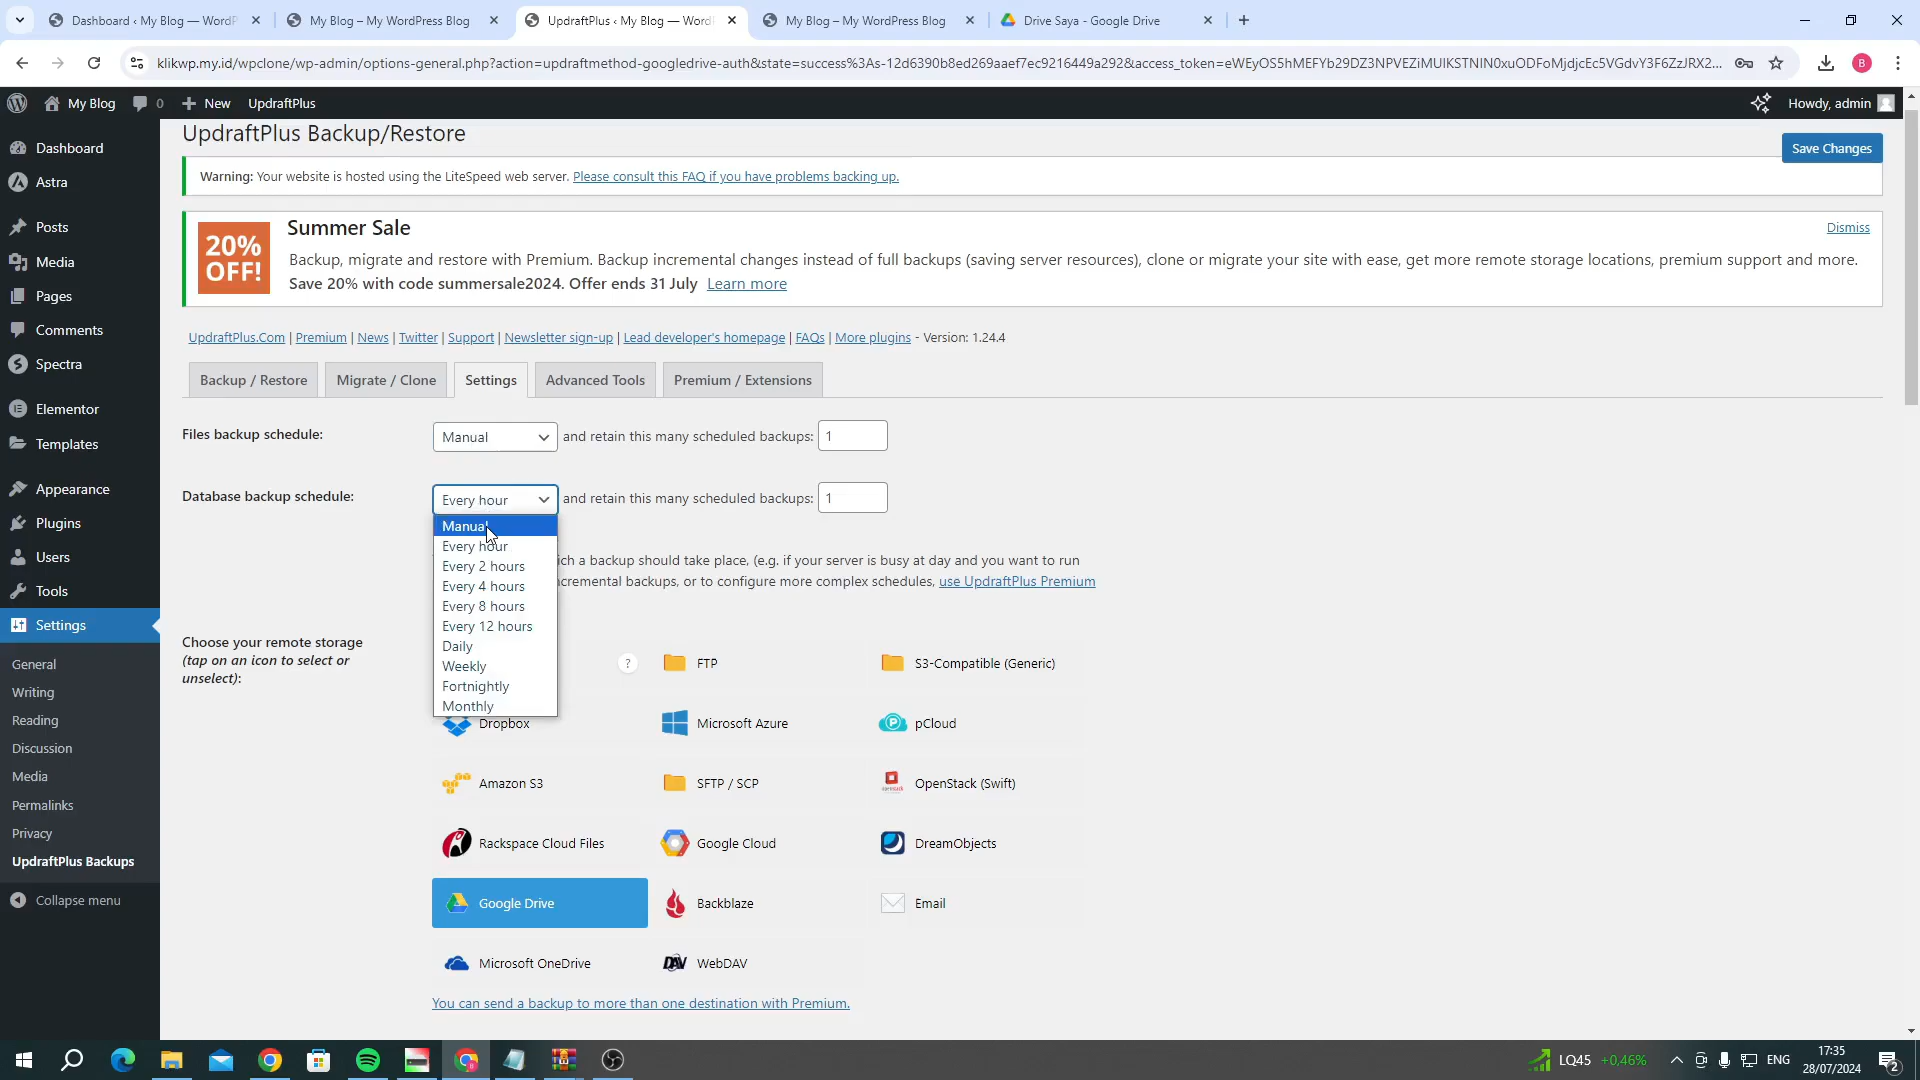 Dashboard ‹ My Blog — WordP
My Blog – My WordPress Blog
UpdraftPlus ‹ My Blog — Word
My Blog – My WordPress Blog
Drive Saya - Google Drive
klikwp.my.id/wpclone/wp-admin/options-general.php?action=updraftmethod-googledrive-auth&state=success%3As-12d6390b8ed269aaef7ec9216449a292&access_token=eWEyOS5hMEFYb29DZ3NPVEZiMUlKSTNIN0xuODFoMjdjcEc5VGdvY3F6ZzJRX2...
B
My Blog
0
New
UpdraftPlus
Howdy, admin
Dashboard
Astra
Posts
Media
Pages
Comments
Spectra
Elementor
Templates
Appearance
Plugins
Users
Tools
Settings
General
Writing
Reading
Discussion
Media
Permalinks
Privacy
UpdraftPlus Backups
Collapse menu
UpdraftPlus Backup/Restore
Save Changes
Warning: Your website is hosted using the LiteSpeed web server. Please consult this FAQ if you have problems backing up.
20% OFF!
Summer Sale
Dismiss
Backup, migrate and restore with Premium. Backup incremental changes instead of full backups (saving server resources), clone or migrate your site with ease, get more remote storage locations, premium support and more.
Save 20% with code summersale2024. Offer ends 31 July Learn more
UpdraftPlus.Com | Premium | News | Twitter | Support | Newsletter sign-up | Lead developer's homepage | FAQs | More plugins - Version: 1.24.4
Backup / Restore
Migrate / Clone
Settings
Advanced Tools
Premium / Extensions
Files backup schedule:
Manual
and retain this many scheduled backups: 1
Database backup schedule:
Every hour
and retain this many scheduled backups: 1
Manual
Every hour
Every 2 hours
Every 4 hours
Every 8 hours
Every 12 hours
Daily
Weekly
Fortnightly
Monthly
ich a backup should take place, (e.g. if your server is busy at day and you want to run
cremental backups, or to configure more complex schedules, use UpdraftPlus Premium
Choose your remote storage
(tap on an icon to select or
unselect):
?
FTP
S3-Compatible (Generic)
Dropbox
Microsoft Azure
pCloud
Amazon S3
SFTP / SCP
OpenStack (Swift)
Rackspace Cloud Files
Google Cloud
DreamObjects
Google Drive
Backblaze
Email
Microsoft OneDrive
DAV
WebDAV
You can send a backup to more than one destination with Premium.
LQ45
+0,46%
ENG
17:35
28/07/2024
2